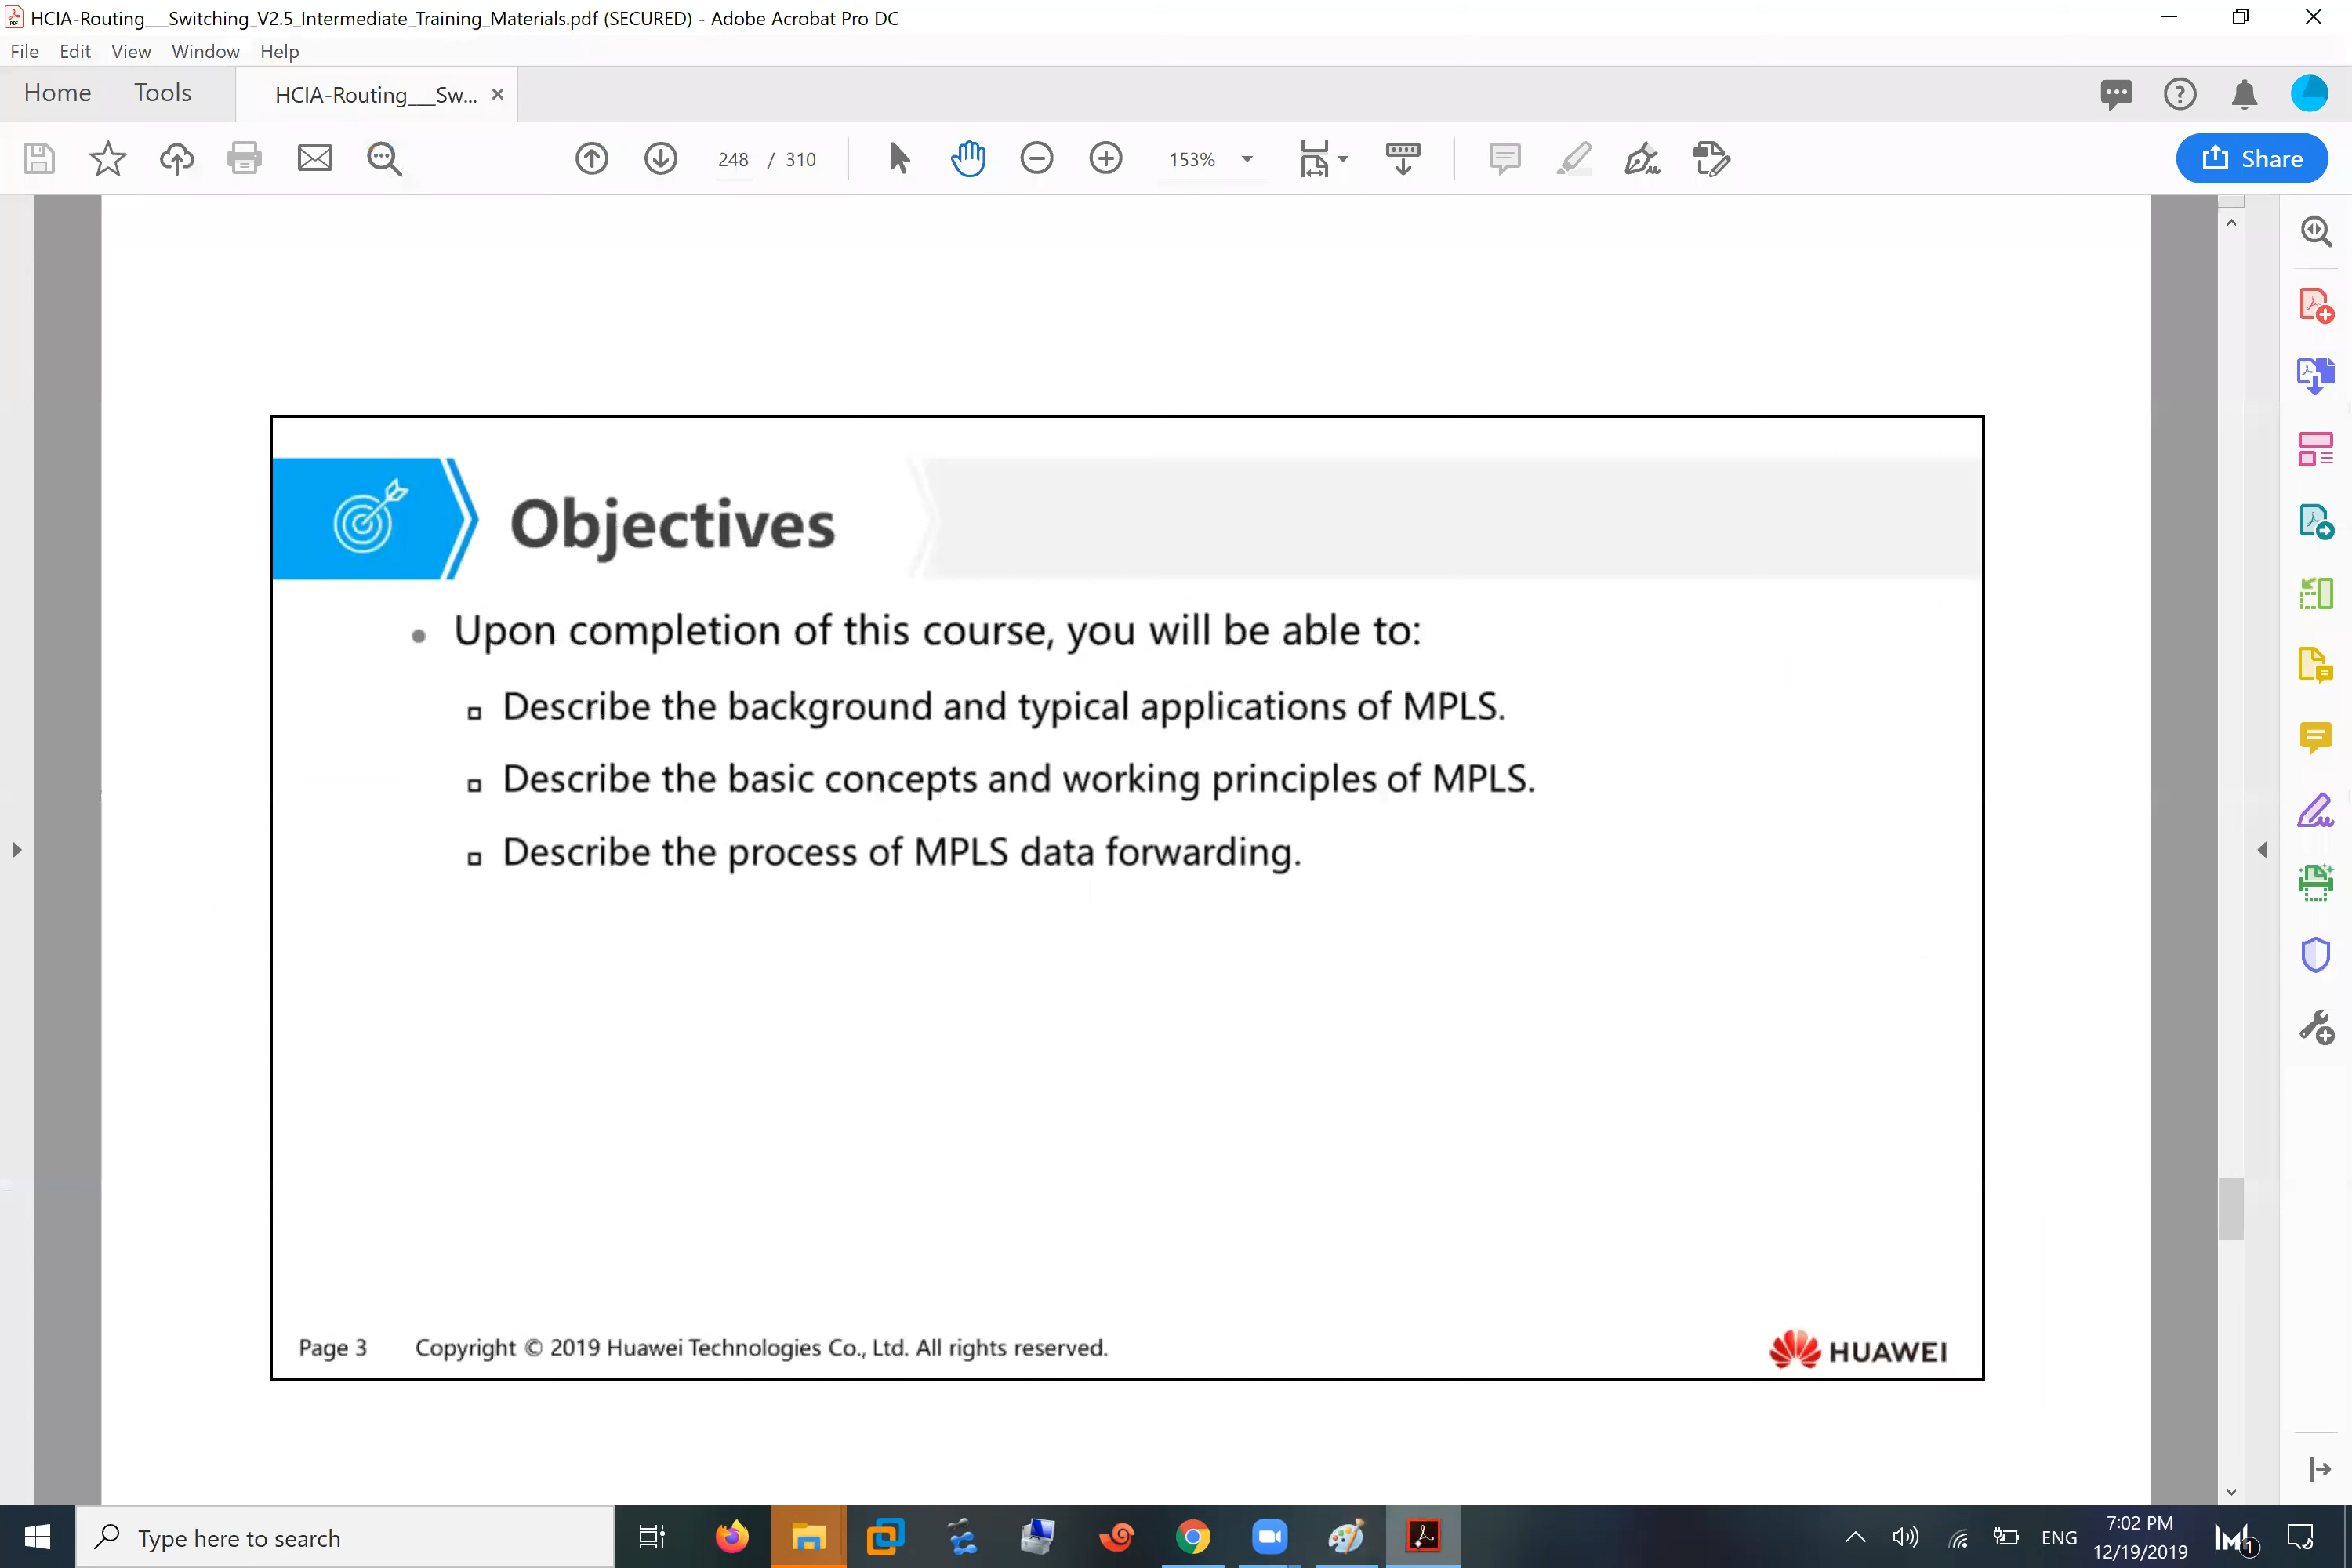 HCIA-Routing___Switching_V2.5_Intermediate_Training_Materials.pdf (SECURED) - Adobe Acrobat Pro DC
File Edit View Window Help
Home Tools HCIA-Routing___Sw... ×
248 / 310 153% Share
Objectives
Upon completion of this course, you will be able to:
Describe the background and typical applications of MPLS.
Describe the basic concepts and working principles of MPLS.
Describe the process of MPLS data forwarding.
Page 3 Copyright © 2019 Huawei Technologies Co., Ltd. All rights reserved. HUAWEI
Type here to search ENG 7:02 PM 1
12/19/2019